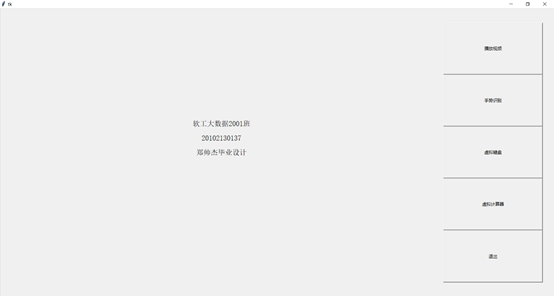 tk
软工大数据2001班
20102130137
郑帅杰毕业设计
播放视频
手势识别
虚拟键盘
虚拟计算器
退出